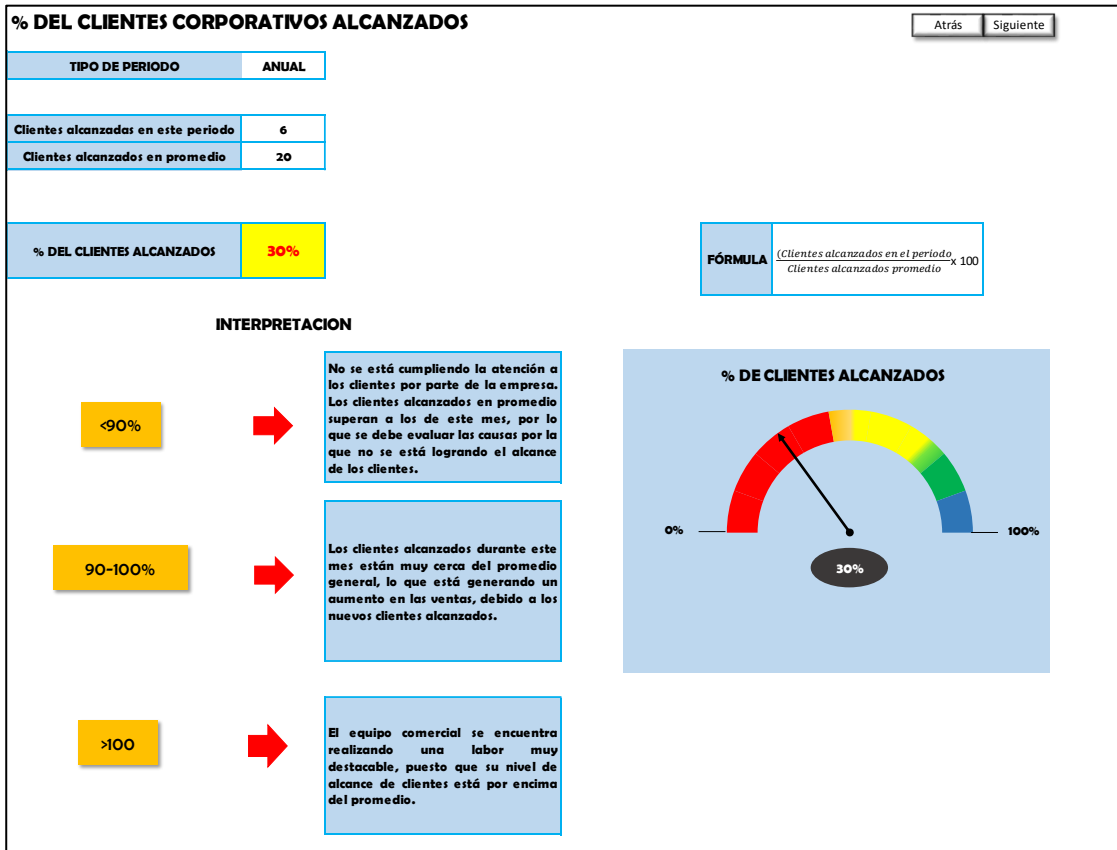 % DEL CLIENTES CORPORATIVOS ALCANZADOS
Atrás
Siguiente
TIPO DE PERIODO
ANUAL
Clientes alcanzadas en este periodo
6
Clientes alcanzados en promedio
20
% DEL CLIENTES ALCANZADOS
30%
FÓRMULA
(Clientes alcanzados en el periodo
Clientes alcanzados promedio
x 100
INTERPRETACION
<90%
No se está cumpliendo la atención a
los clientes por parte de la empresa.
Los clientes alcanzados en promedio
superan a los de este mes, por lo
que se debe evaluar las causas por la
que no se está logrando el alcance
de los clientes.
90-100%
Los clientes alcanzados durante este
mes están muy cerca del promedio
general, lo que está generando un
aumento en las ventas, debido a los
nuevos clientes alcanzados.
>100
El equipo comercial se encuentra
realizando una labor muy
destacable, puesto que su nivel de
alcance de clientes está por encima
del promedio.
% DE CLIENTES ALCANZADOS
0%
100%
30%